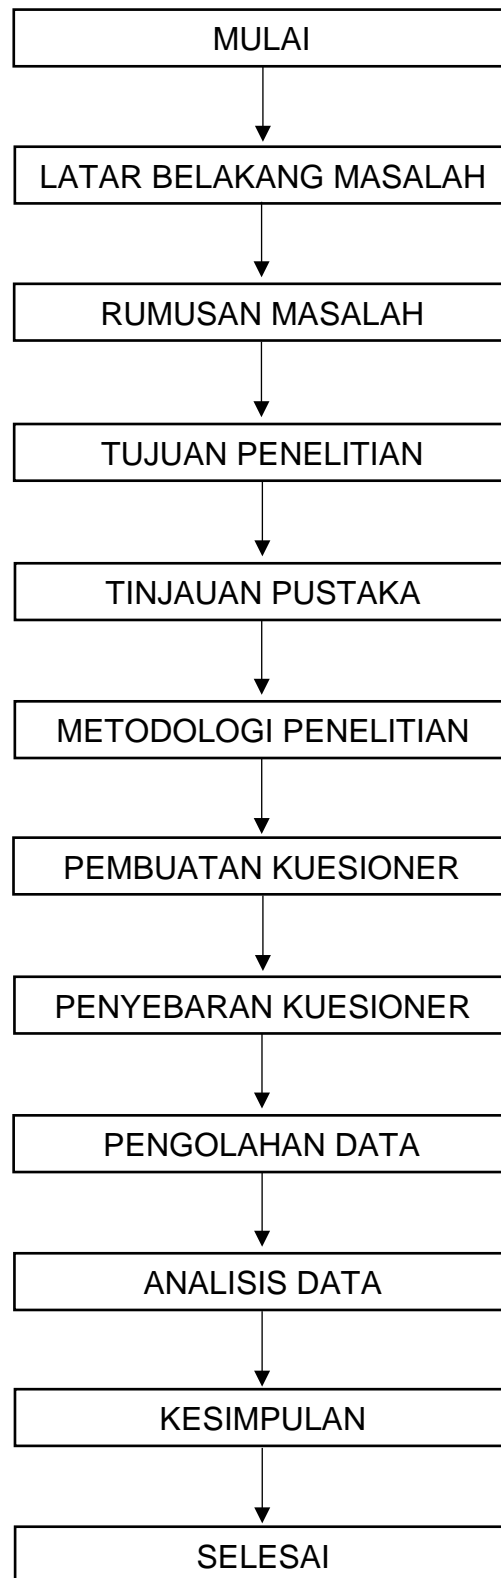 MULAI
LATAR BELAKANG MASALAH
RUMUSAN MASALAH
TUJUAN PENELITIAN
TINJAUAN PUSTAKA
METODOLOGI PENELITIAN
PEMBUATAN KUESIONER
PENYEBARAN KUESIONER
PENGOLAHAN DATA
ANALISIS DATA
KESIMPULAN
SELESAI